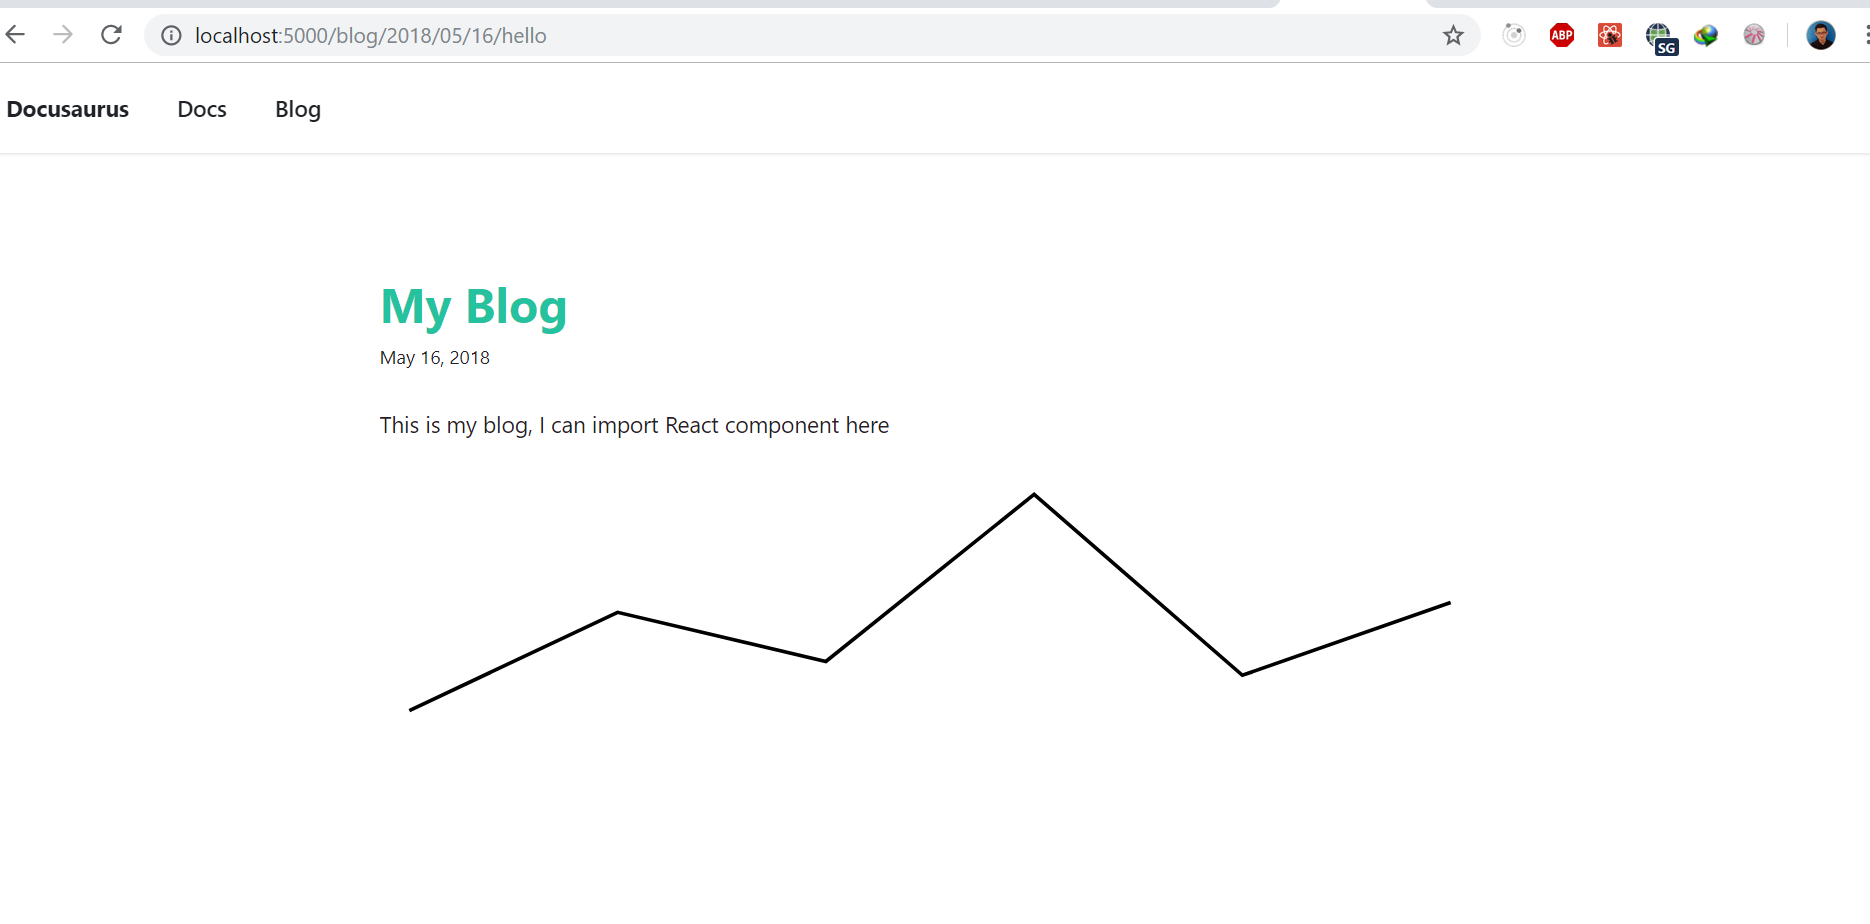 localhost:5000/blog/2018/05/16/hello
ABP
SG
Docusaurus Docs Blog
My Blog
May 16, 2018
This is my blog, I can import React component here